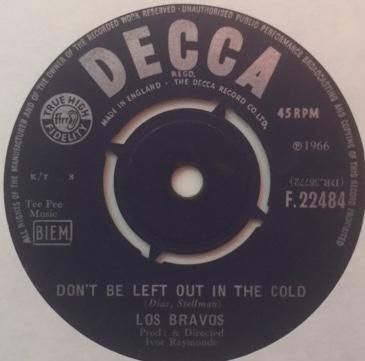 ALL RIGHTS OF THE MANUFACTURER AND OF THE OWNER OF THE RECORDED WORK RESERVED · UNAUTHORISED PUBLIC PERFORMANCE BROADCASTING AND COPYING OF THIS RECORD PROHIBITED
DECCA
REGD.
MADE IN ENGLAND · THE DECCA RECORD CO. LTD.
TRUE HIGH
ffrr
FIDELITY
45 RPM
℗ 1966
K/T
(DR.38772)
F.22484
Tee Pee
Music
BIEM
DON'T BE LEFT OUT IN THE COLD
(Diaz, Stellman)
LOS BRAVOS
Prod: & Directed
Ivor Raymonde